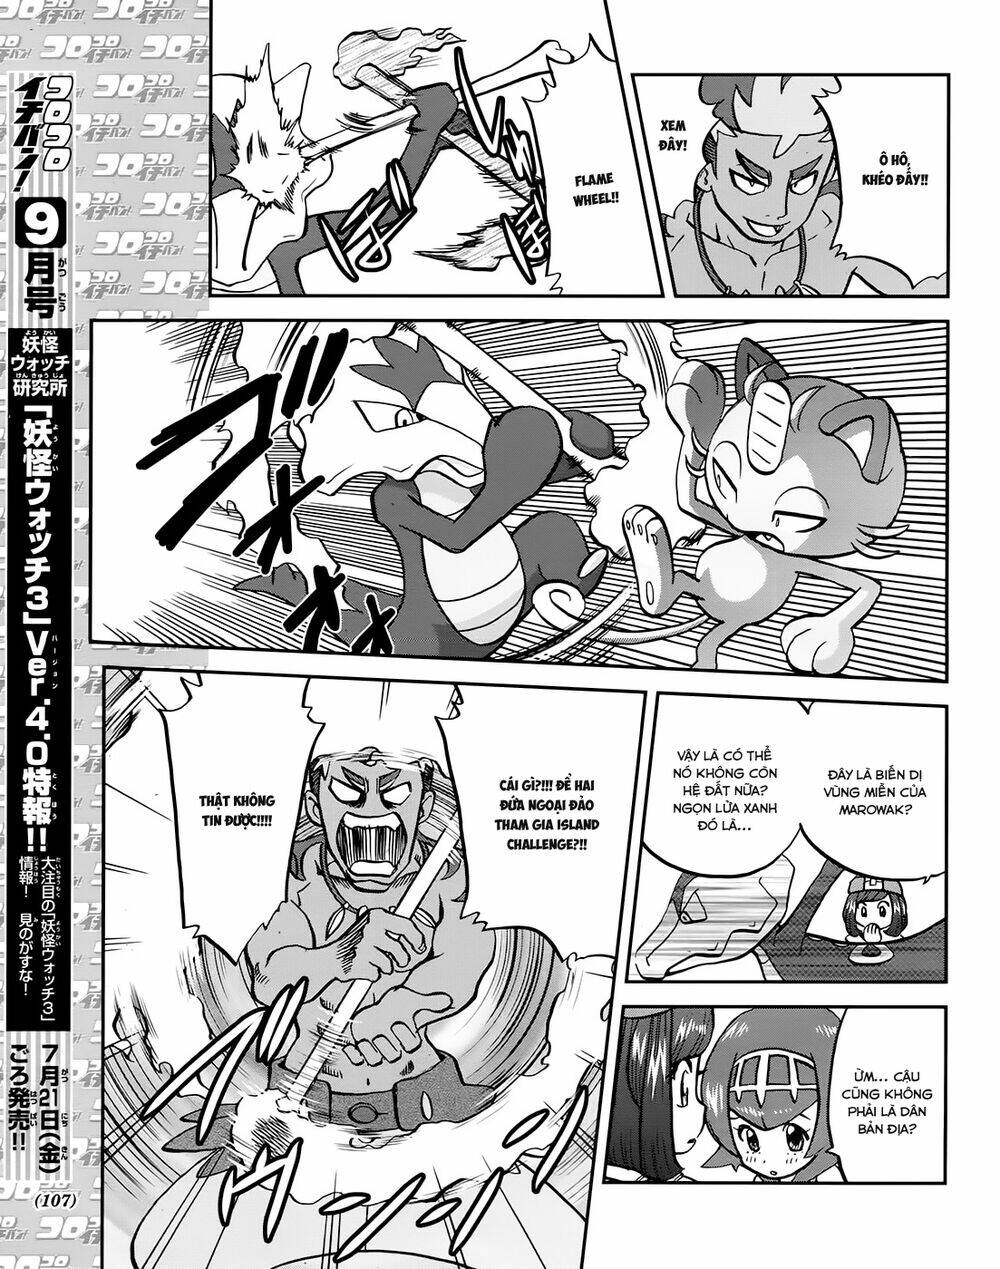 Ô HÔ,
KHÉO ĐẤY!!
XEM
ĐÂY!
FLAME
WHEEL!!
ĐÂY LÀ BIẾN DỊ
VÙNG MIỀN CỦA
MAROWAK?
VẬY LÀ CÓ THỂ
NÓ KHÔNG CÒN
HỆ ĐẤT NỮA?
NGỌN LỬA XANH
ĐÓ LÀ...
ỪM... CẬU
CŨNG KHÔNG
PHẢI LÀ DÂN
BẢN ĐỊA?
CÁI GÌ?!!! ĐỂ HAI
ĐỨA NGOẠI ĐẢO
THAM GIA ISLAND
CHALLENGE?!!
THẬT KHÔNG
TIN ĐƯỢC!!!!
コロコロ
イチバン!
9月号
妖怪
ウォッチ
研究所
「妖怪ウォッチ3」Ver.4.0特報!!
大注目の「妖怪ウォッチ3」
情報! 見のがすな!
7月21日(金)
ごろ発売!!
(107)